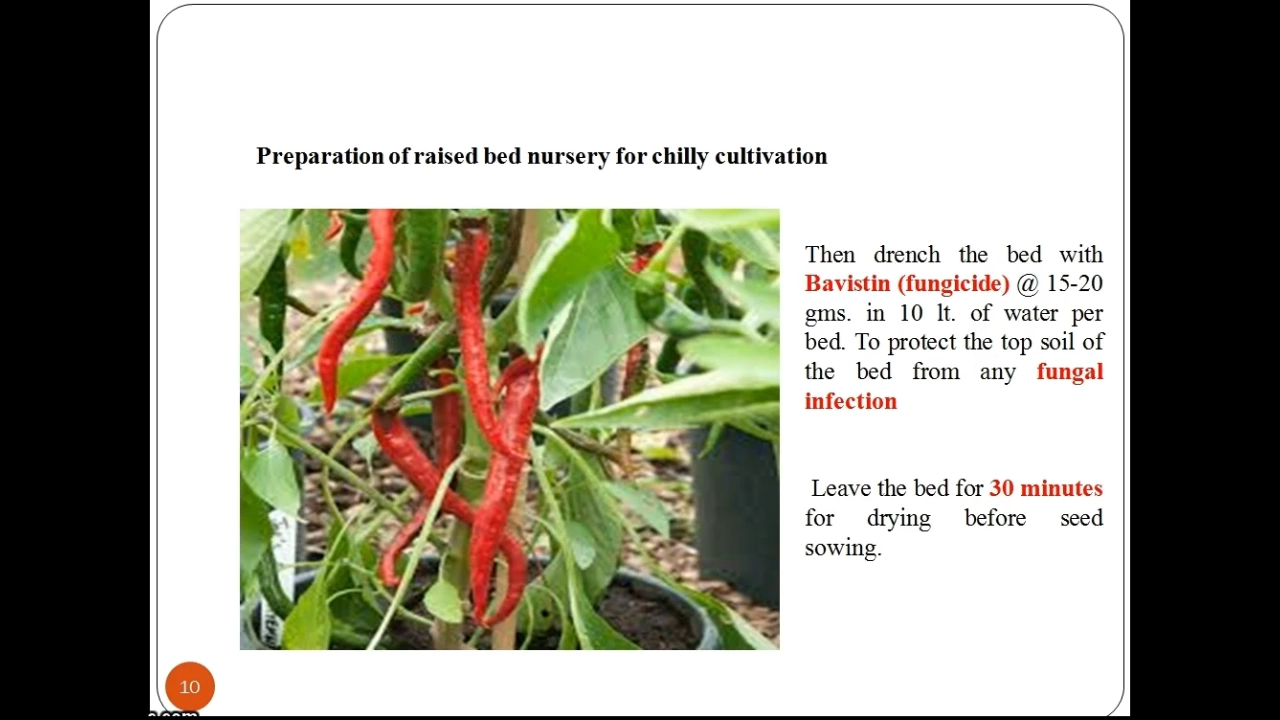 Preparation of raised bed nursery for chilly cultivation
Then drench the bed with
Bavistin (fungicide) @ 15-20
gms. in 10 lt. of water per
bed. To protect the top soil of
the bed from any fungal
infection
Leave the bed for 30 minutes
for drying before seed
sowing.
10